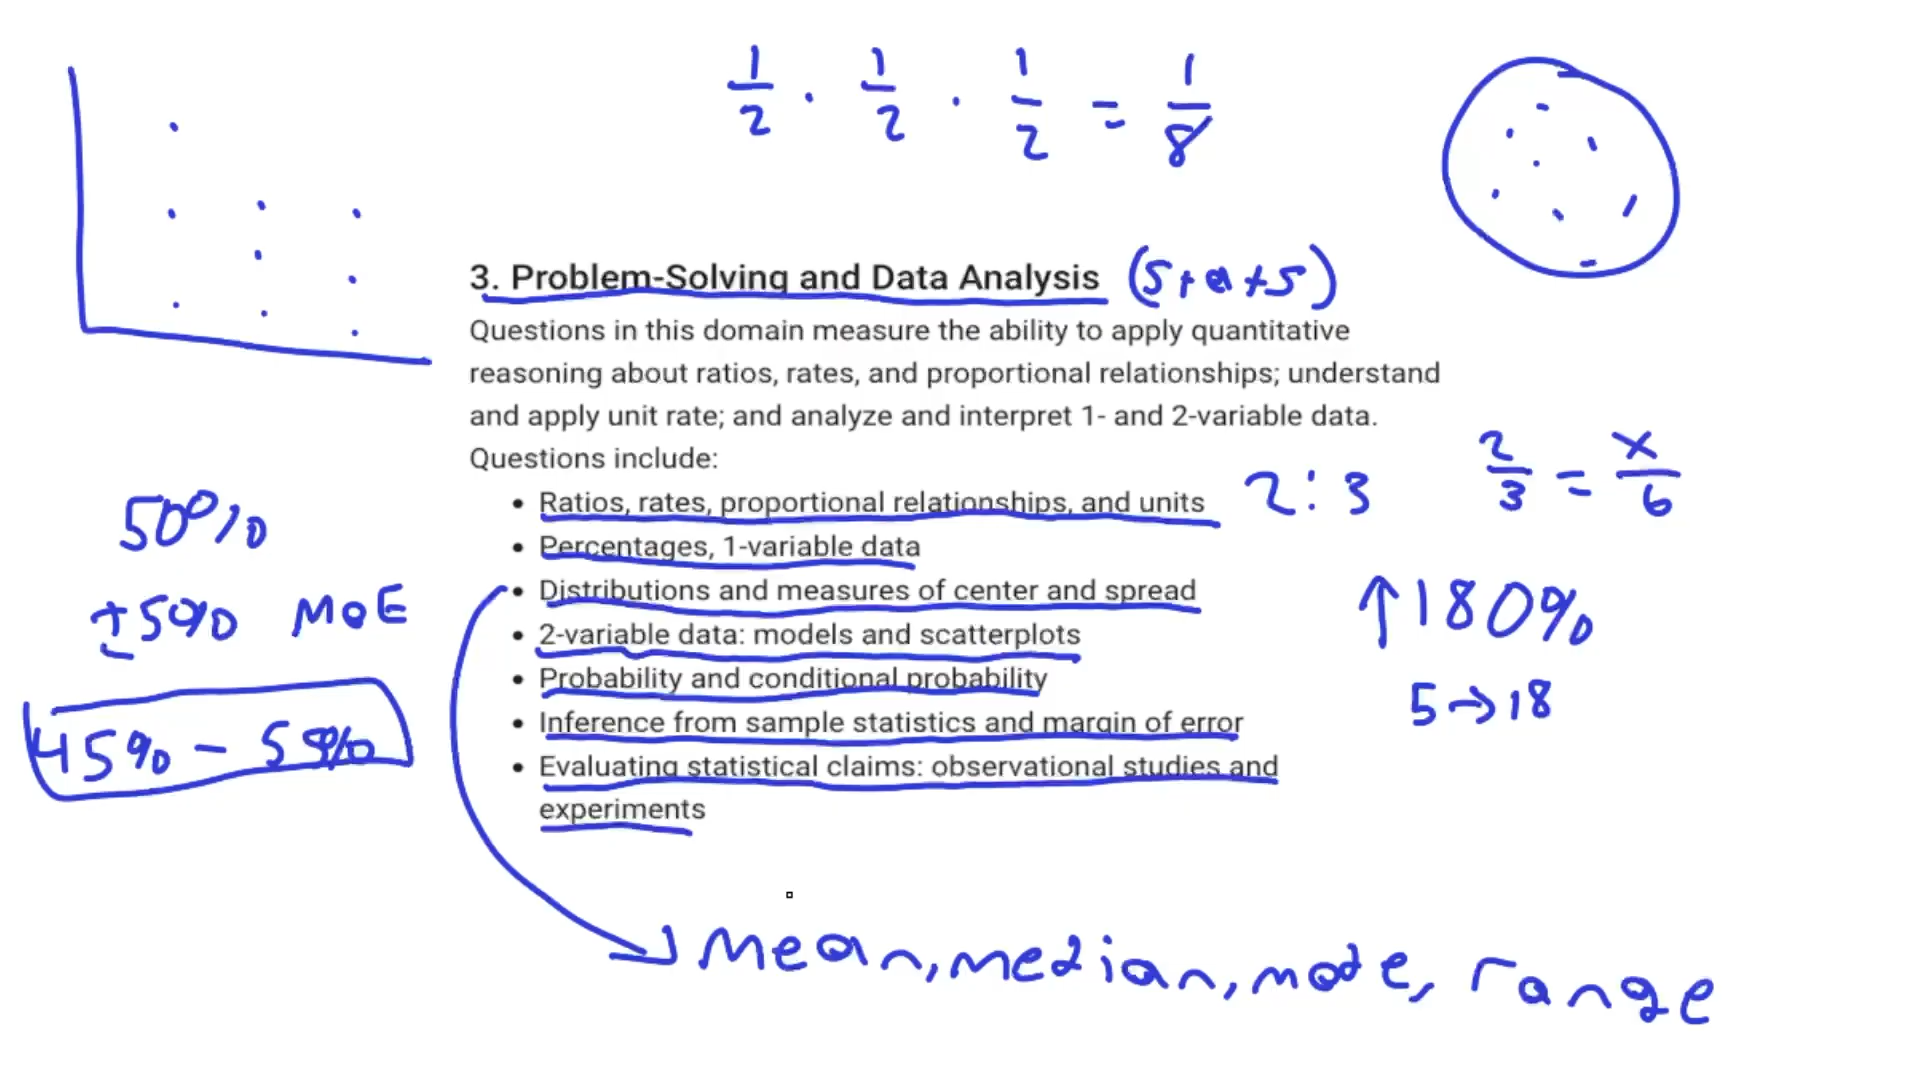 1/2 · 1/2 · 1/2 = 1/8
3. Problem-Solving and Data Analysis (Stats)
Questions in this domain measure the ability to apply quantitative
reasoning about ratios, rates, and proportional relationships; understand
and apply unit rate; and analyze and interpret 1- and 2-variable data.
Questions include:
• Ratios, rates, proportional relationships, and units
2:3
2/3 = x/6
• Percentages, 1-variable data
• Distributions and measures of center and spread
• 2-variable data: models and scatterplots
• Probability and conditional probability
• Inference from sample statistics and margin of error
• Evaluating statistical claims: observational studies and
experiments
50%
±5% MOE
45% - 55%
↑180%
5→18
Mean, median, mode, range